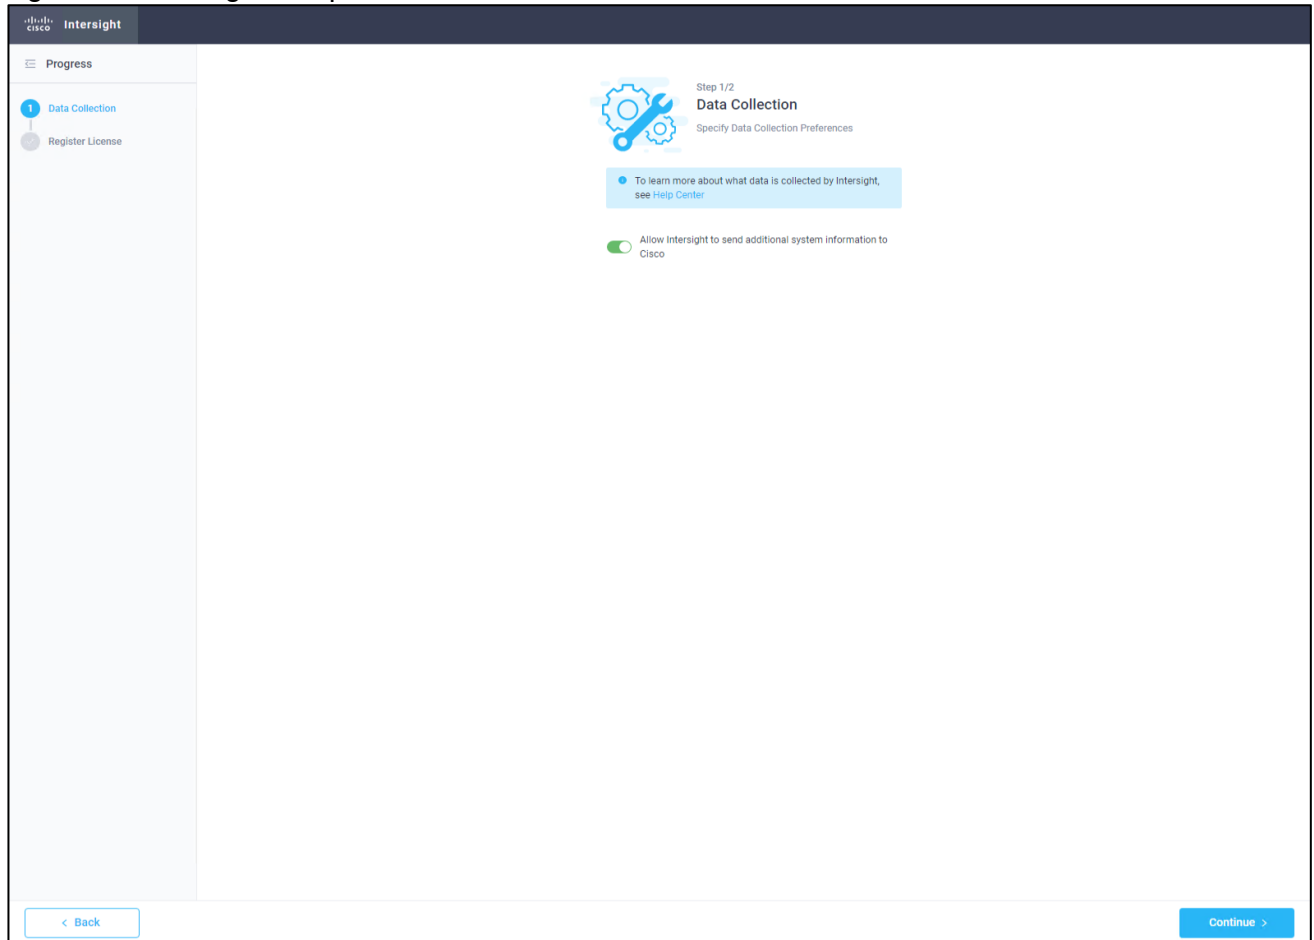 cisco Intersight
Progress
1 Data Collection
Register License
Step 1/2
Data Collection
Specify Data Collection Preferences
To learn more about what data is collected by Intersight,
see Help Center
Allow Intersight to send additional system information to
Cisco
< Back
Continue >